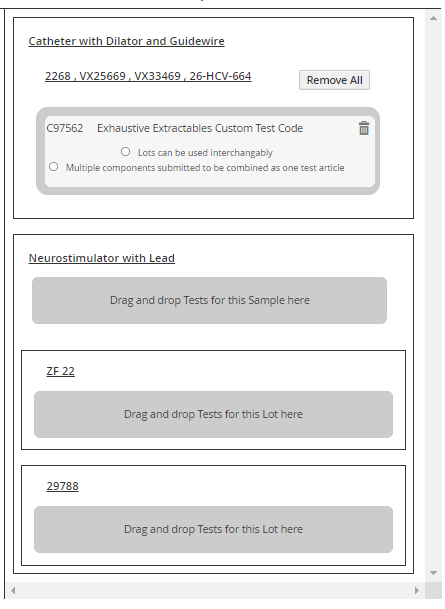 Catheter with Dilator and Guidewire
2268 , VX25669 , VX33469 , 26-HCV-664
Remove All
C97562 Exhaustive Extractables Custom Test Code
Lots can be used interchangably
Multiple components submitted to be combined as one test article
Neurostimulator with Lead
Drag and drop Tests for this Sample here
ZF 22
Drag and drop Tests for this Lot here
29788
Drag and drop Tests for this Lot here